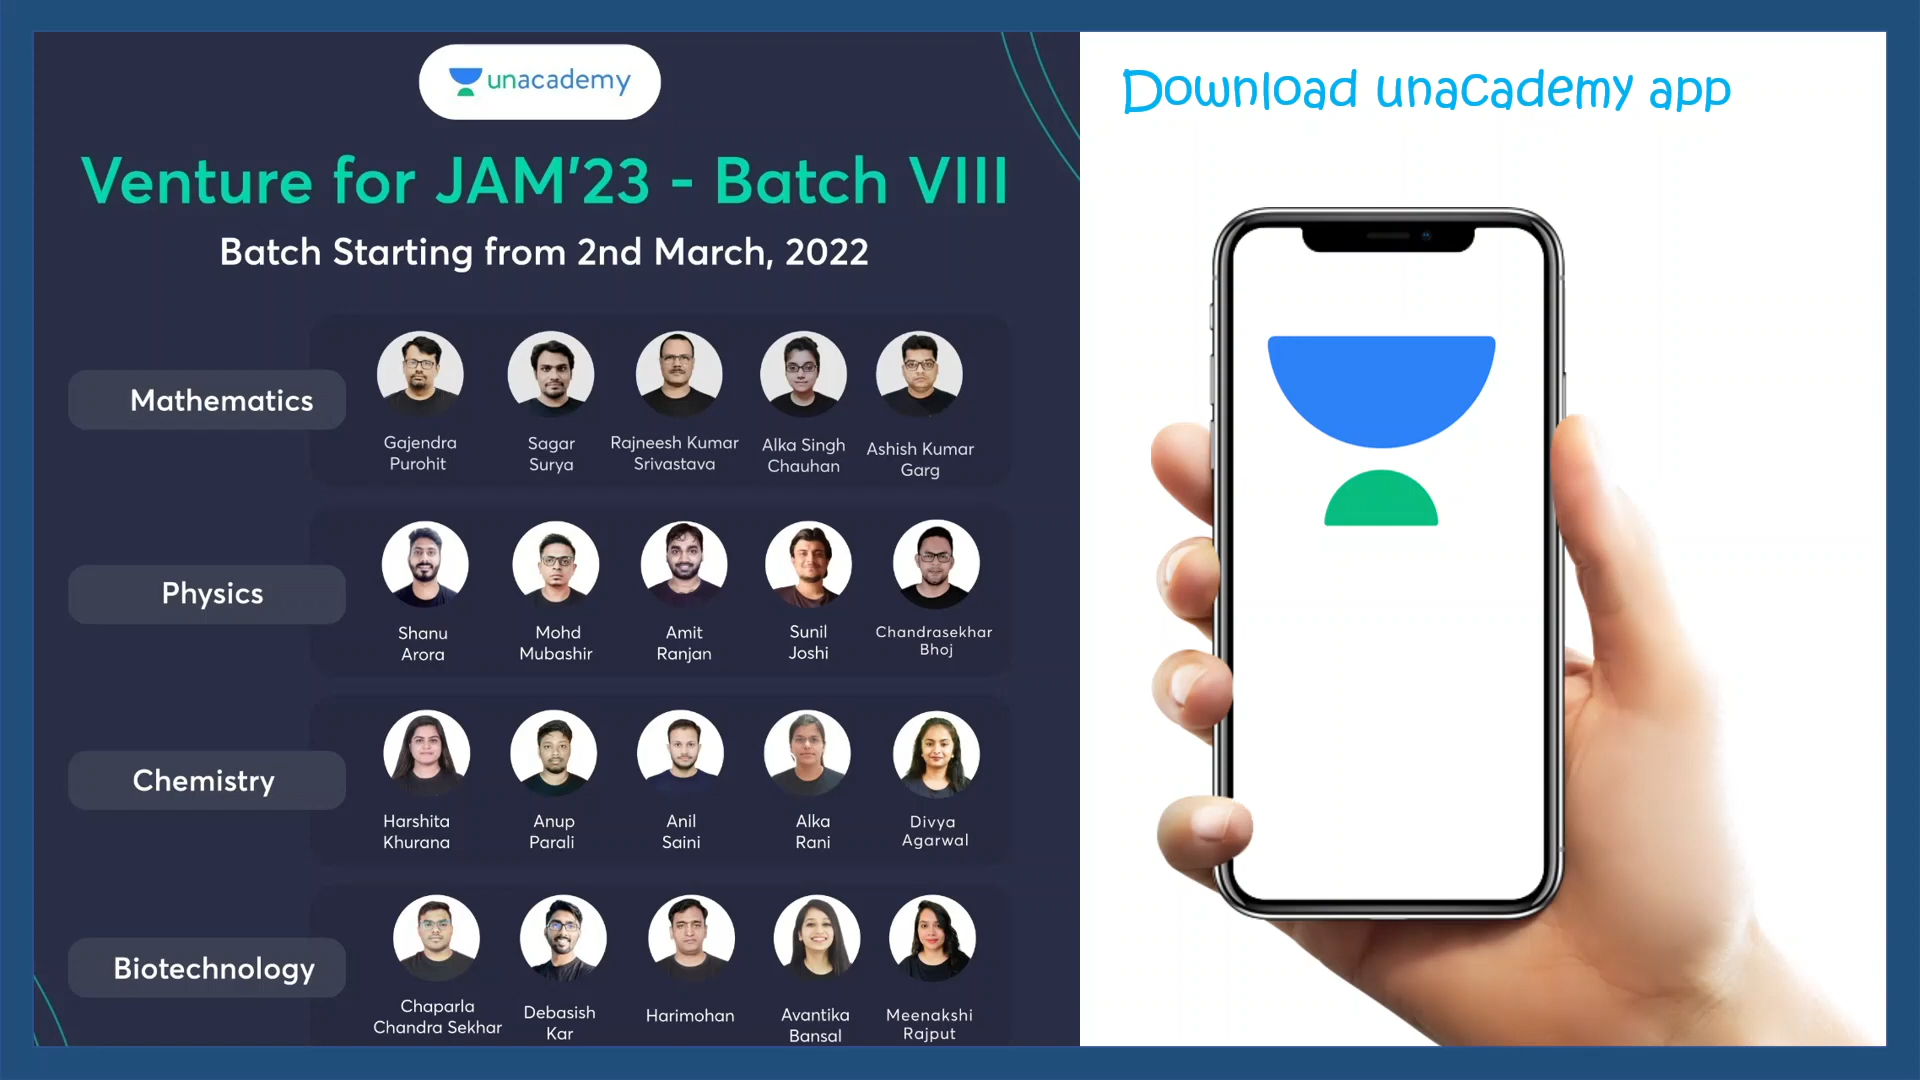 unacademy
Venture for JAM'23 - Batch VIII
Batch Starting from 2nd March, 2022
Mathematics
Gajendra
Purohit
Sagar
Surya
Rajneesh Kumar
Srivastava
Alka Singh
Chauhan
Ashish Kumar
Garg
Physics
Shanu
Arora
Mohd
Mubashir
Amit
Ranjan
Sunil
Joshi
Chandrasekhar
Bhoj
Chemistry
Harshita
Khurana
Anup
Parali
Anil
Saini
Alka
Rani
Divya
Agarwal
Biotechnology
Chaparla
Chandra Sekhar
Debasish
Kar
Harimohan
Avantika
Bansal
Meenakshi
Rajput
Download unacademy app